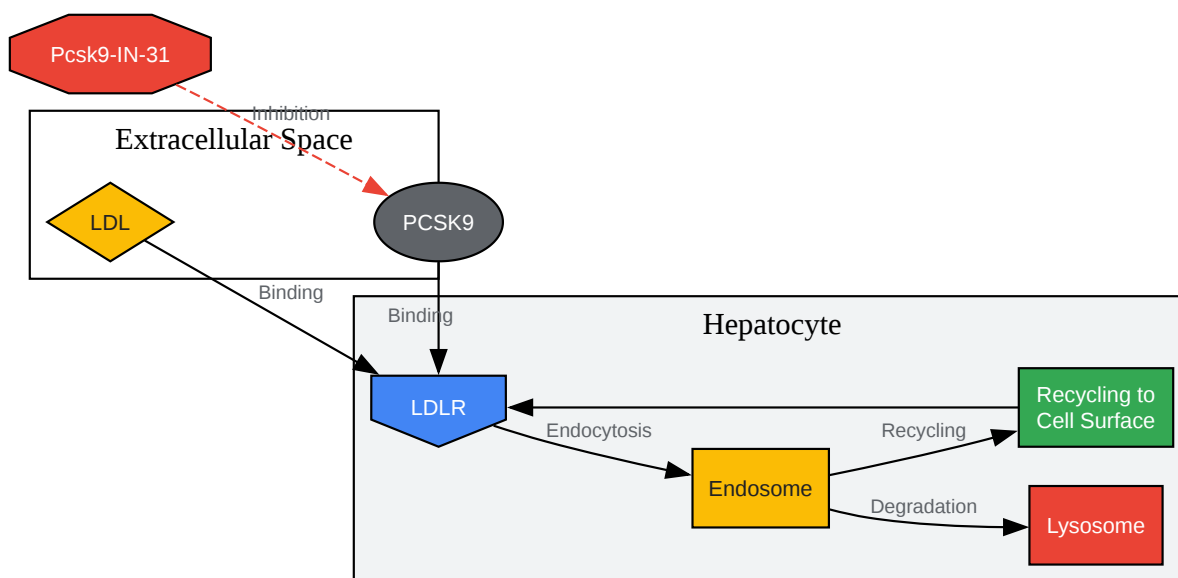 Pcsk9-IN-31
Inhibition
Extracellular Space
LDL
PCSK9
Binding
Binding
Hepatocyte
LDLR
Endocytosis
Recycling
Recycling to
Cell Surface
Endosome
Degradation
Lysosome